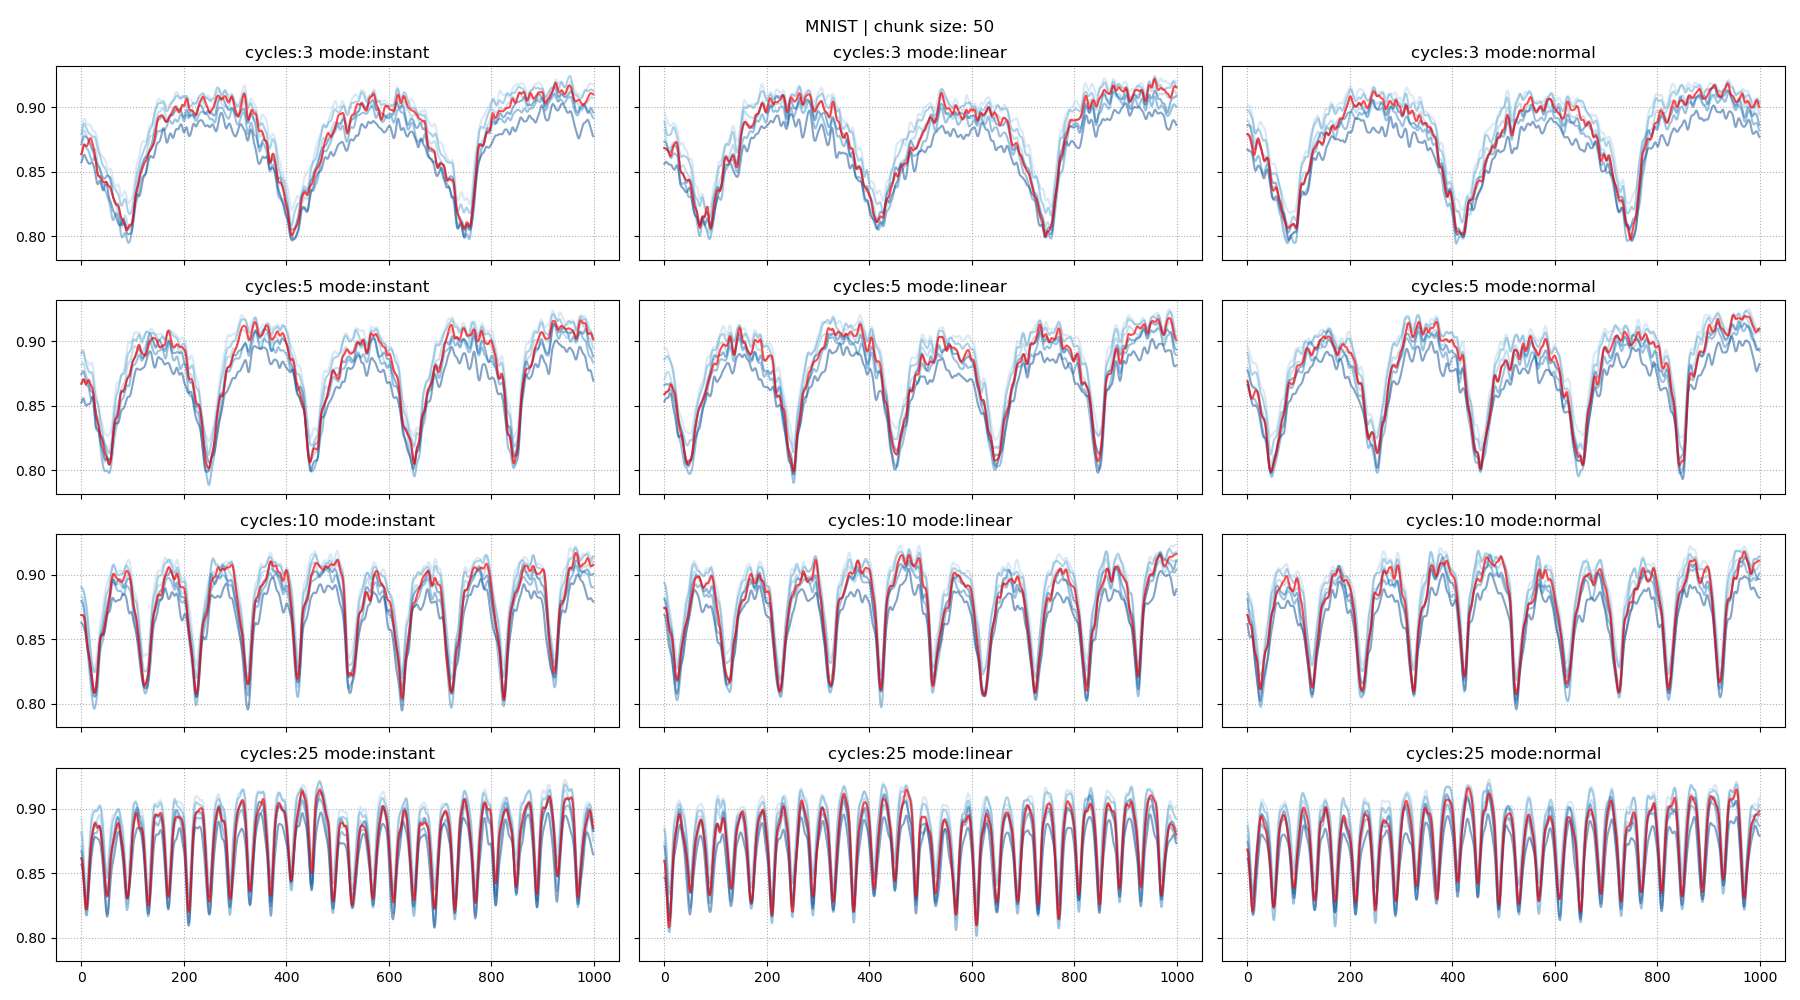 MNIST | chunk size: 50
cycles:3 mode:instant
cycles:3 mode:linear
cycles:3 mode:normal
0.90
0.85
0.80
cycles:5 mode:instant
cycles:5 mode:linear
cycles:5 mode:normal
0.90
0.85
0.80
cycles:10 mode:instant
cycles:10 mode:linear
cycles:10 mode:normal
0.90
0.85
0.80
cycles:25 mode:instant
cycles:25 mode:linear
cycles:25 mode:normal
0.90
0.85
0.80
0 200 400 600 800 1000
0 200 400 600 800 1000
0 200 400 600 800 1000